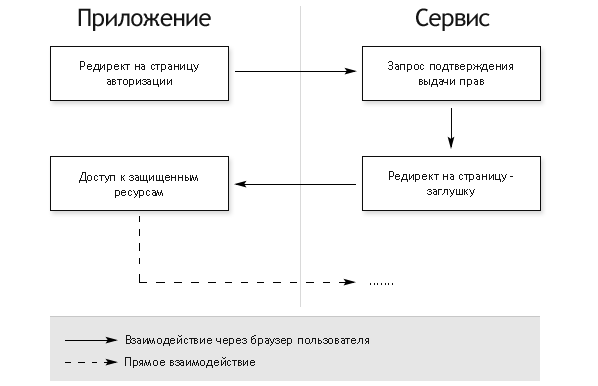 Приложение
Сервис
Редирект на страницу
авторизации
Запрос подтверждения
выдачи прав
Доступ к защищенным
ресурсам
Редирект на страницу -
заглушку
.......
Взаимодействие через браузер пользователя
Прямое взаимодействие